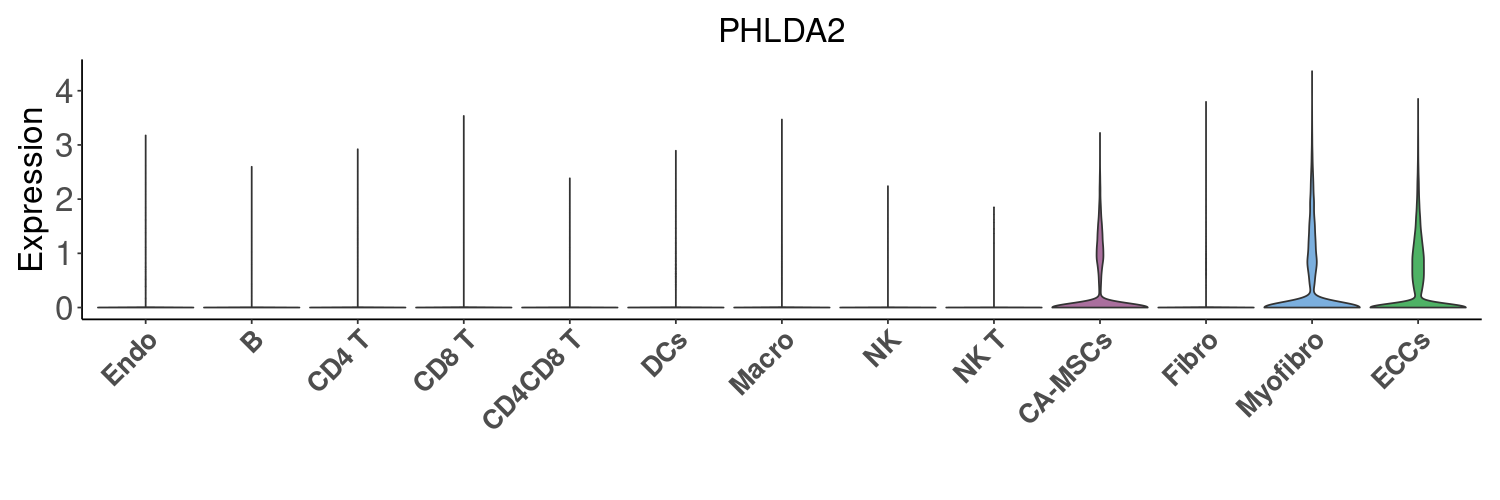 PHLDA2
Expression
4
3
2
1
0
Endo
B
CD4 T
CD8 T
CD4CD8 T
DCs
Macro
NK
NK T
CA-MSCs
Fibro
Myofibro
ECCs